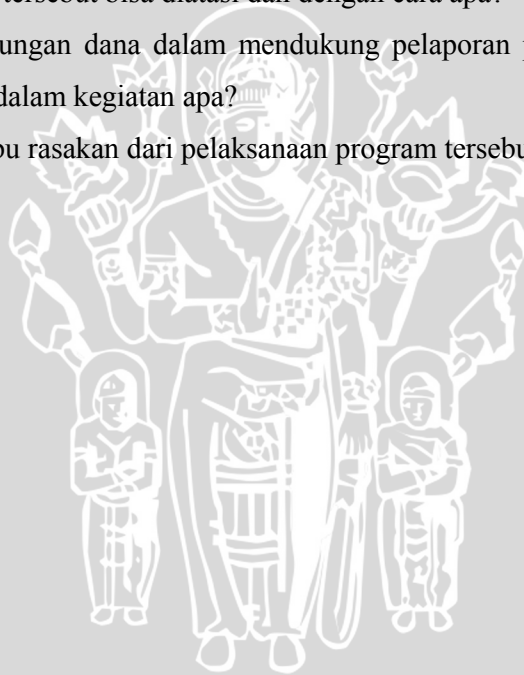 tersebut bisa diatasi dan dengan cara apa?
ungan dana dalam mendukung pelaporan
dalam kegiatan apa?
rasakan dari pelaksanaan program